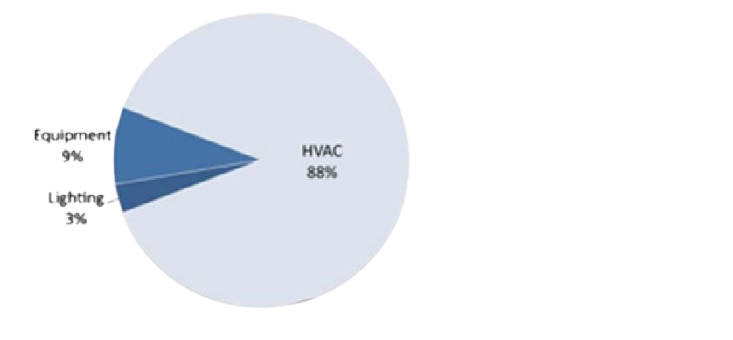 Equipment
9%
HVAC
88%
Lighting
3%